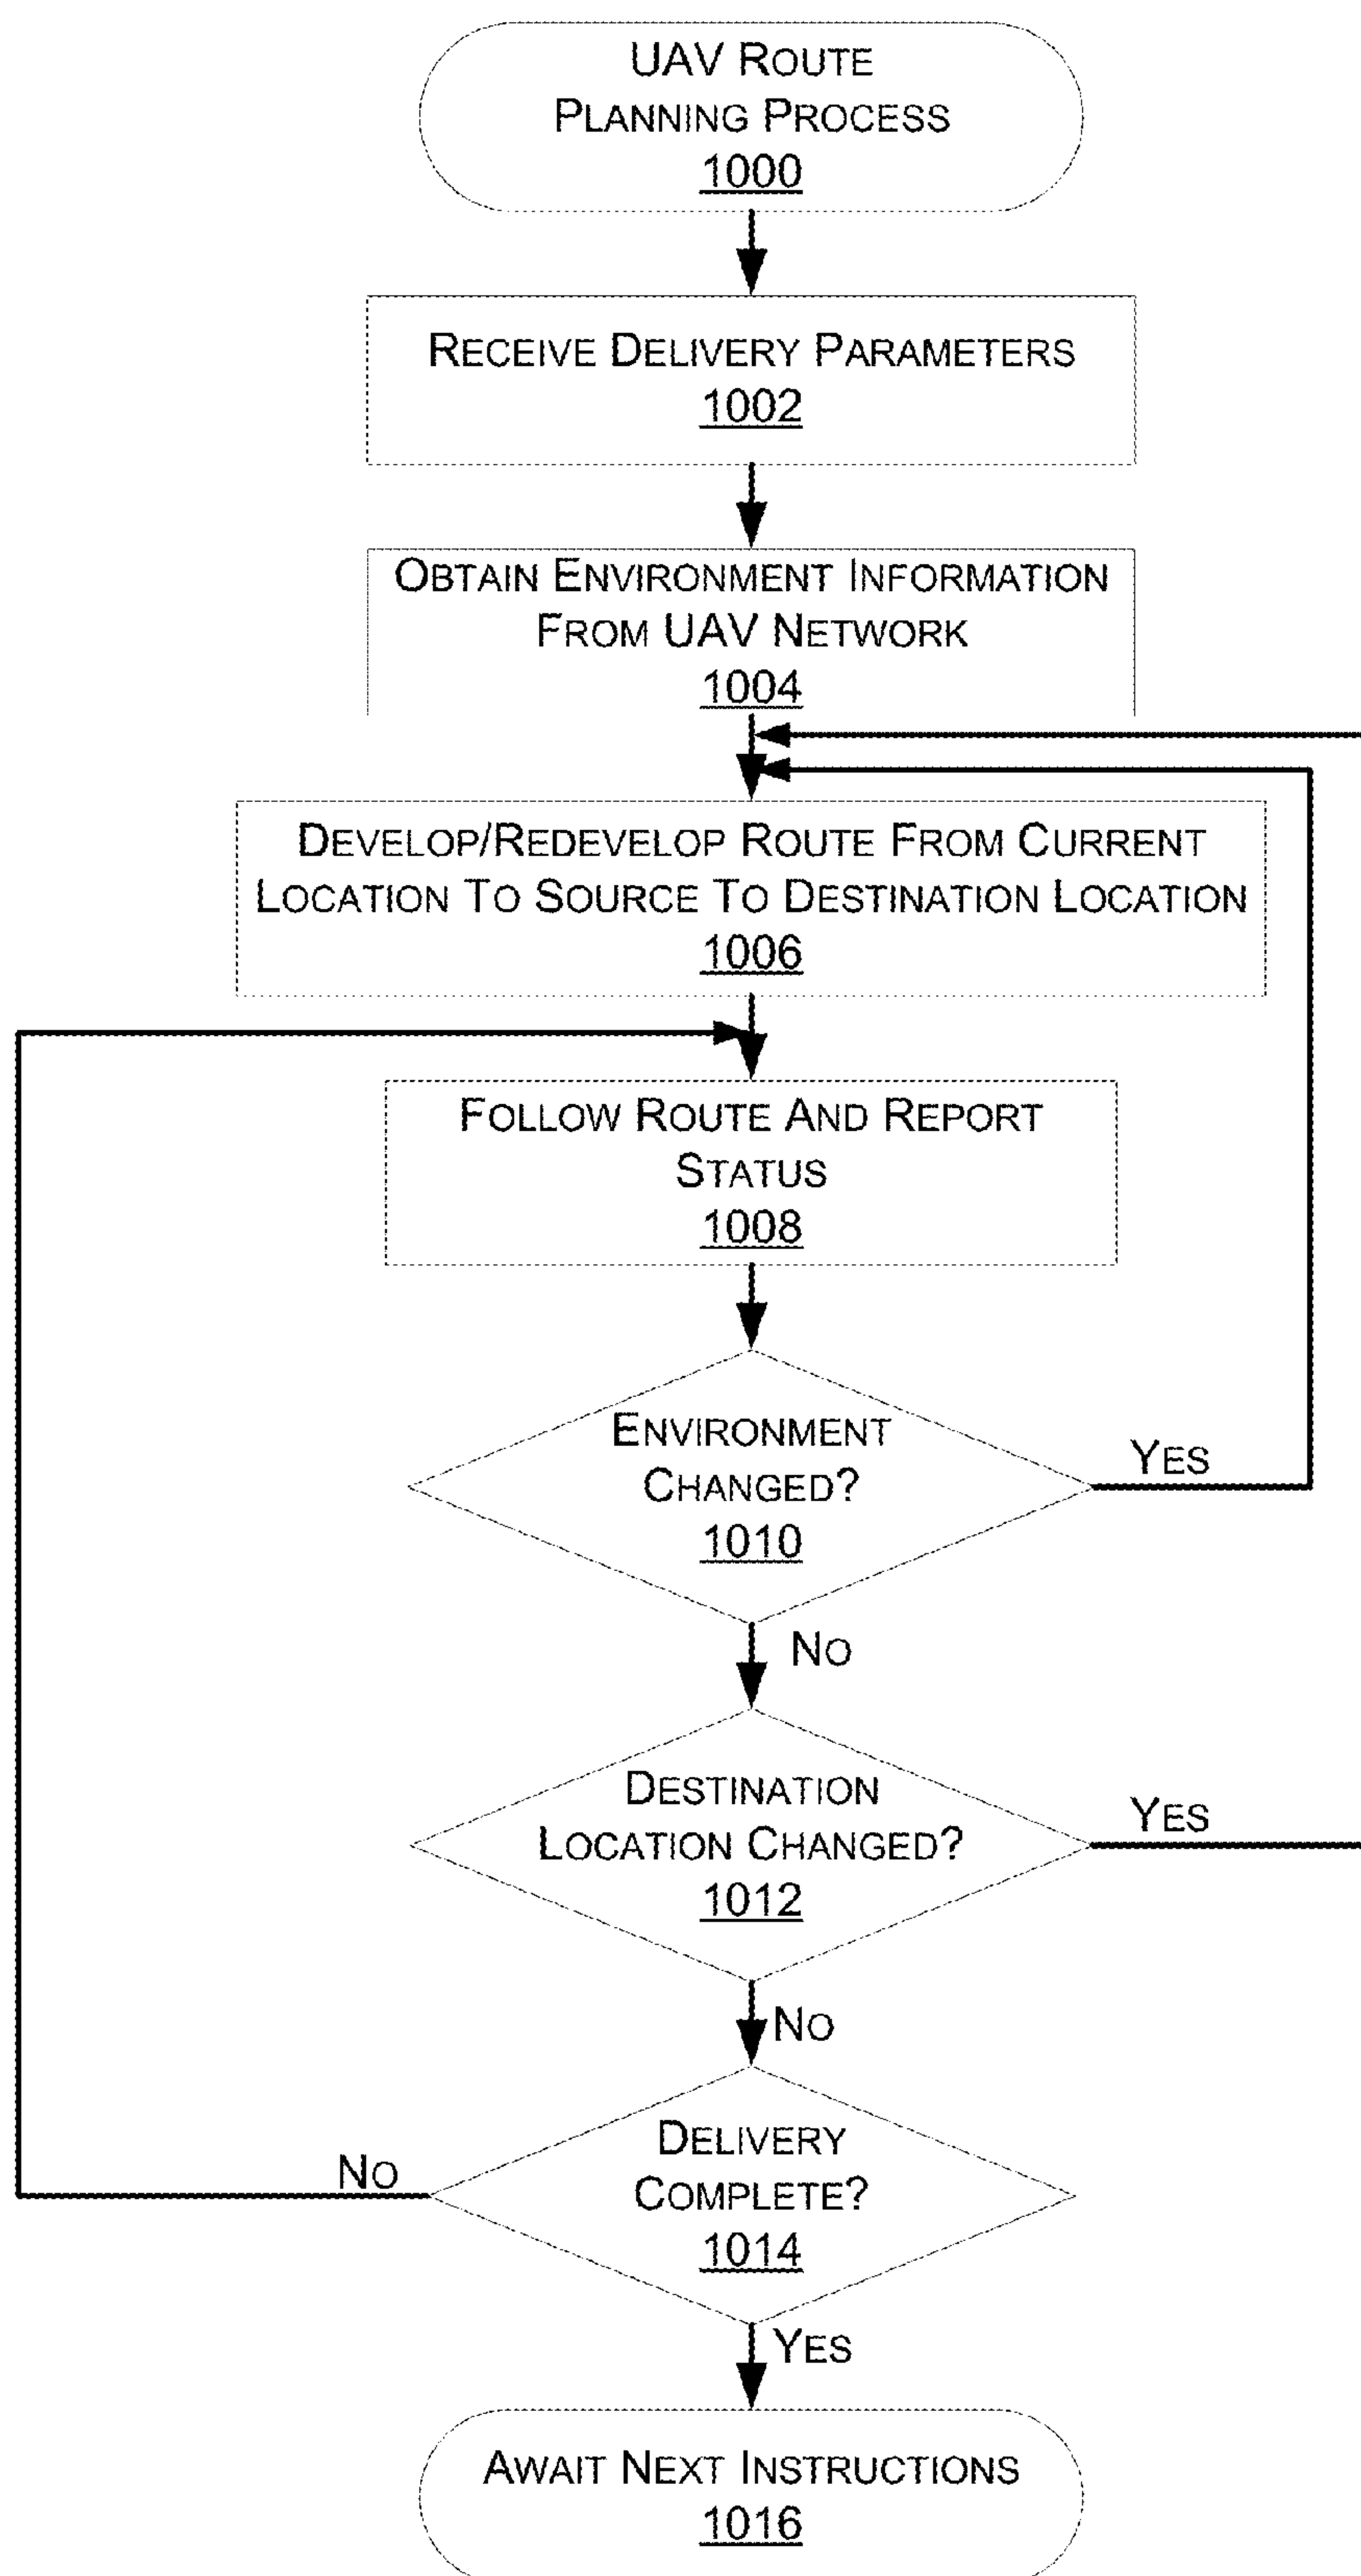 UAV ROUTE
PLANNING PROCESS
1000
RECEIVE DELIVERY PARAMETERS
1002
OBTAIN ENVIRONMENT INFORMATION
FROM UAV NETWORK
1004
DEVELOP/REDEVELOP ROUTE FROM CURRENT
LOCATION TO SOURCE TO DESTINATION LOCATION
1006
FOLLOW ROUTE AND REPORT
STATUS
1008
ENVIRONMENT
CHANGED?
1010
YES
NO
DESTINATION
LOCATION CHANGED?
1012
YES
NO
DELIVERY
COMPLETE?
1014
NO
YES
AWAIT NEXT INSTRUCTIONS
1016